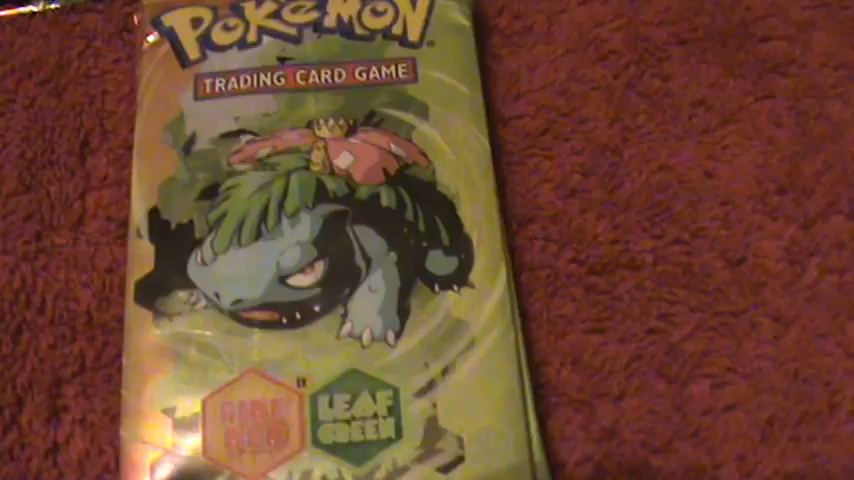 POKéMON
TRADING CARD GAME
FIRE
RED
LEAF
GREEN